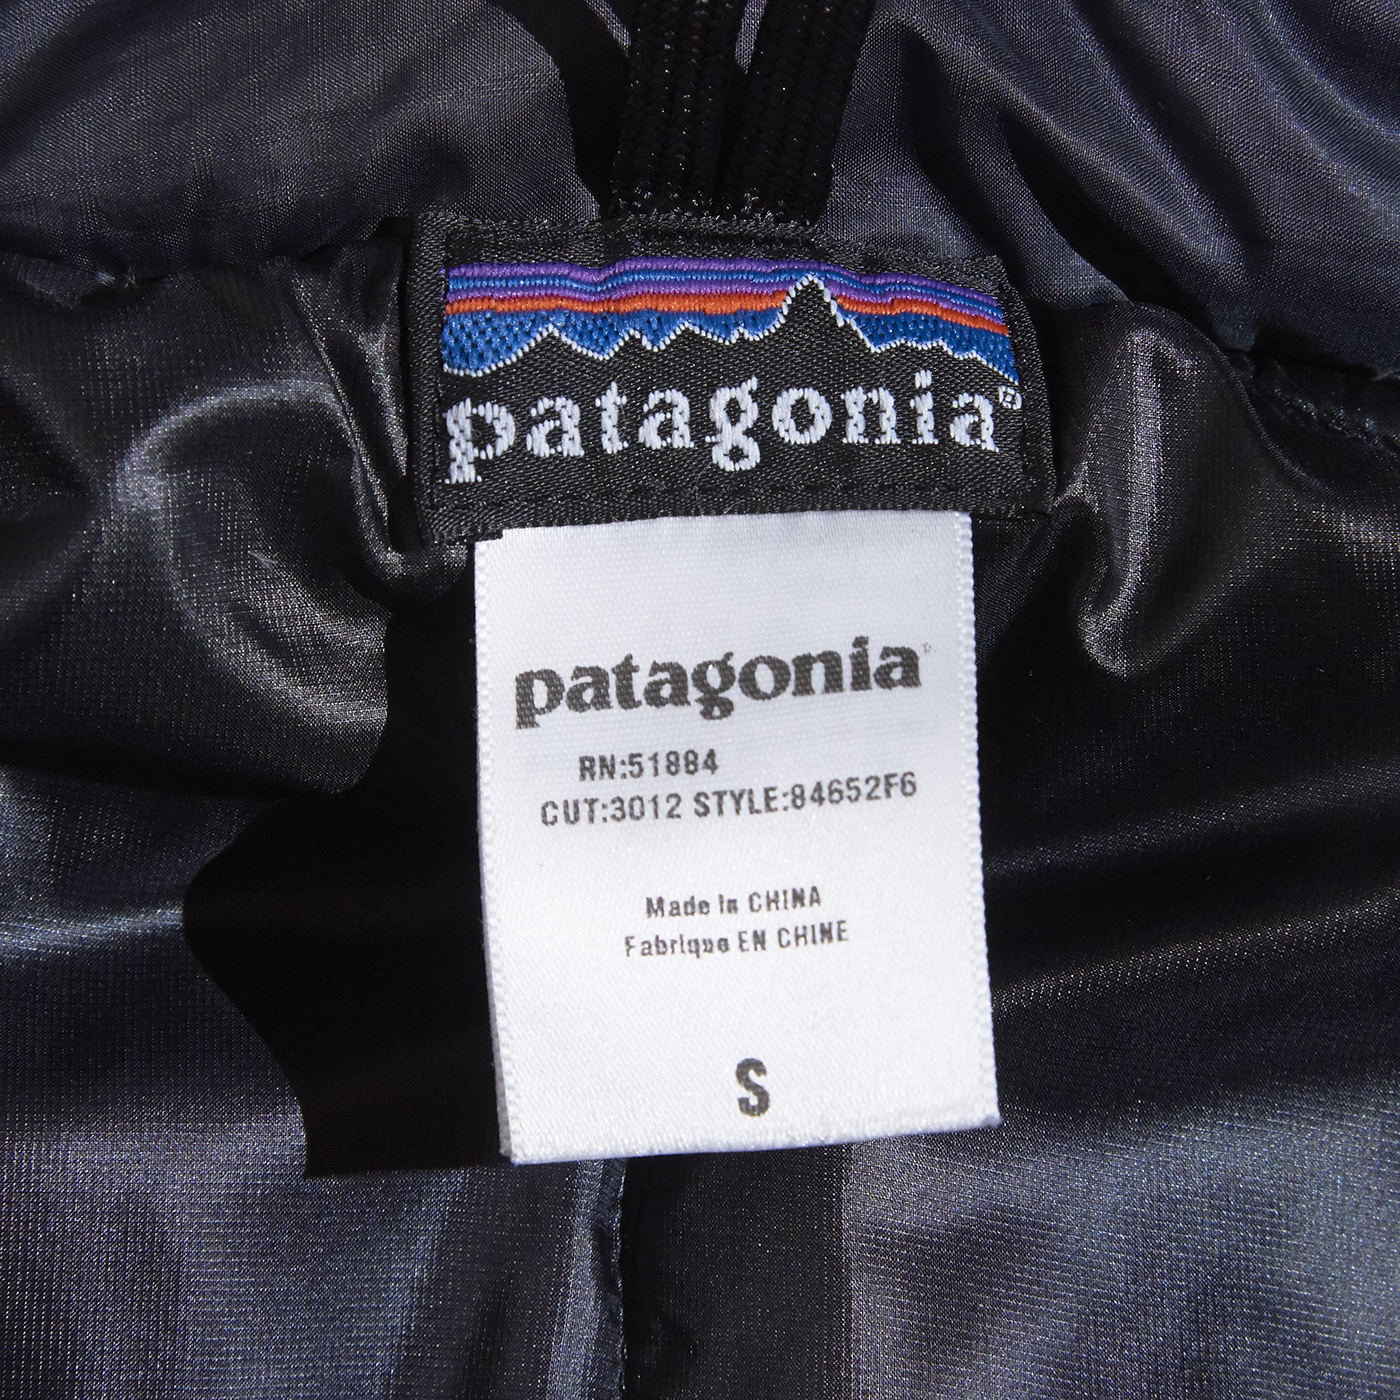 patagonia®
patagonia
RN:51884
CUT:3012 STYLE:84652F6
Made in CHINA
Fabrique EN CHINE
S